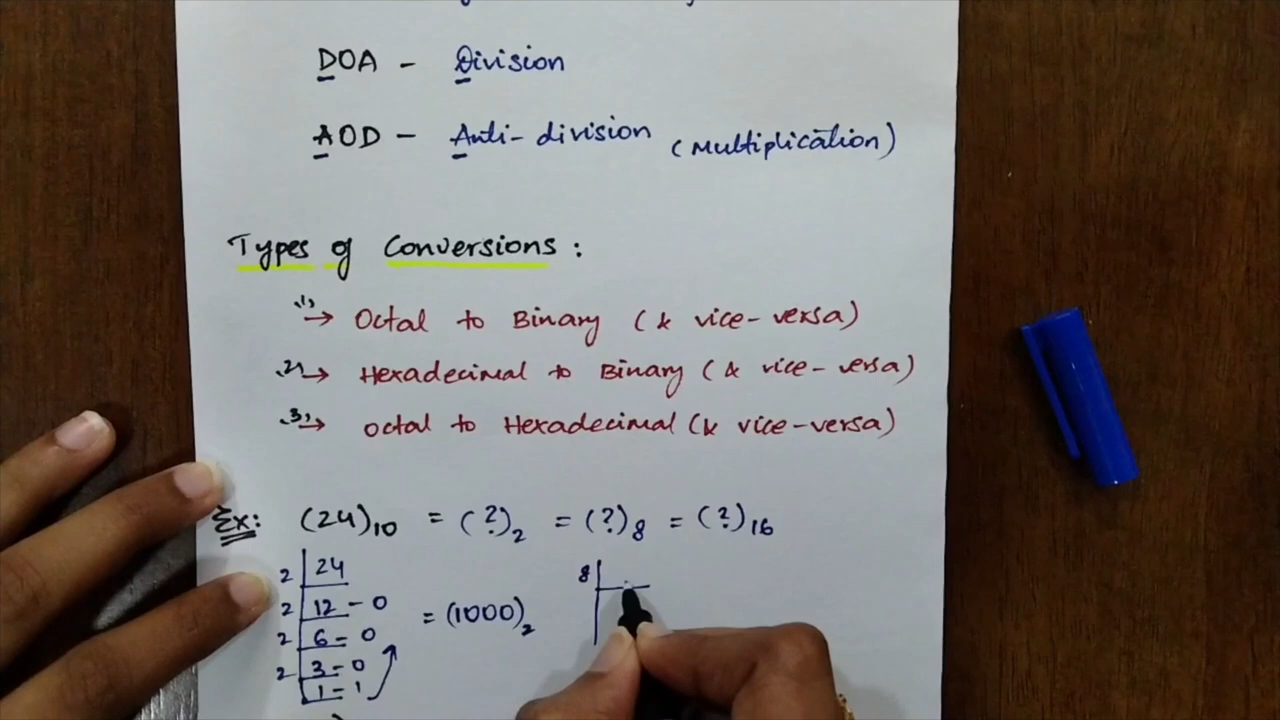 DOA - Division
AOD - Anti-division (Multiplication)
Types of Conversions:
.1, → Octal to Binary (& vice-versa)
.2, → Hexadecimal to Binary (& vice-versa)
.3, → octal to Hexadecimal (& vice-versa)
Ex: (24)10 = (?)2 = (?)8 = (?)16
2 24
2 12 - 0
2 6 = 0
2 3 - 0
1 = 1
= (1000)2
8